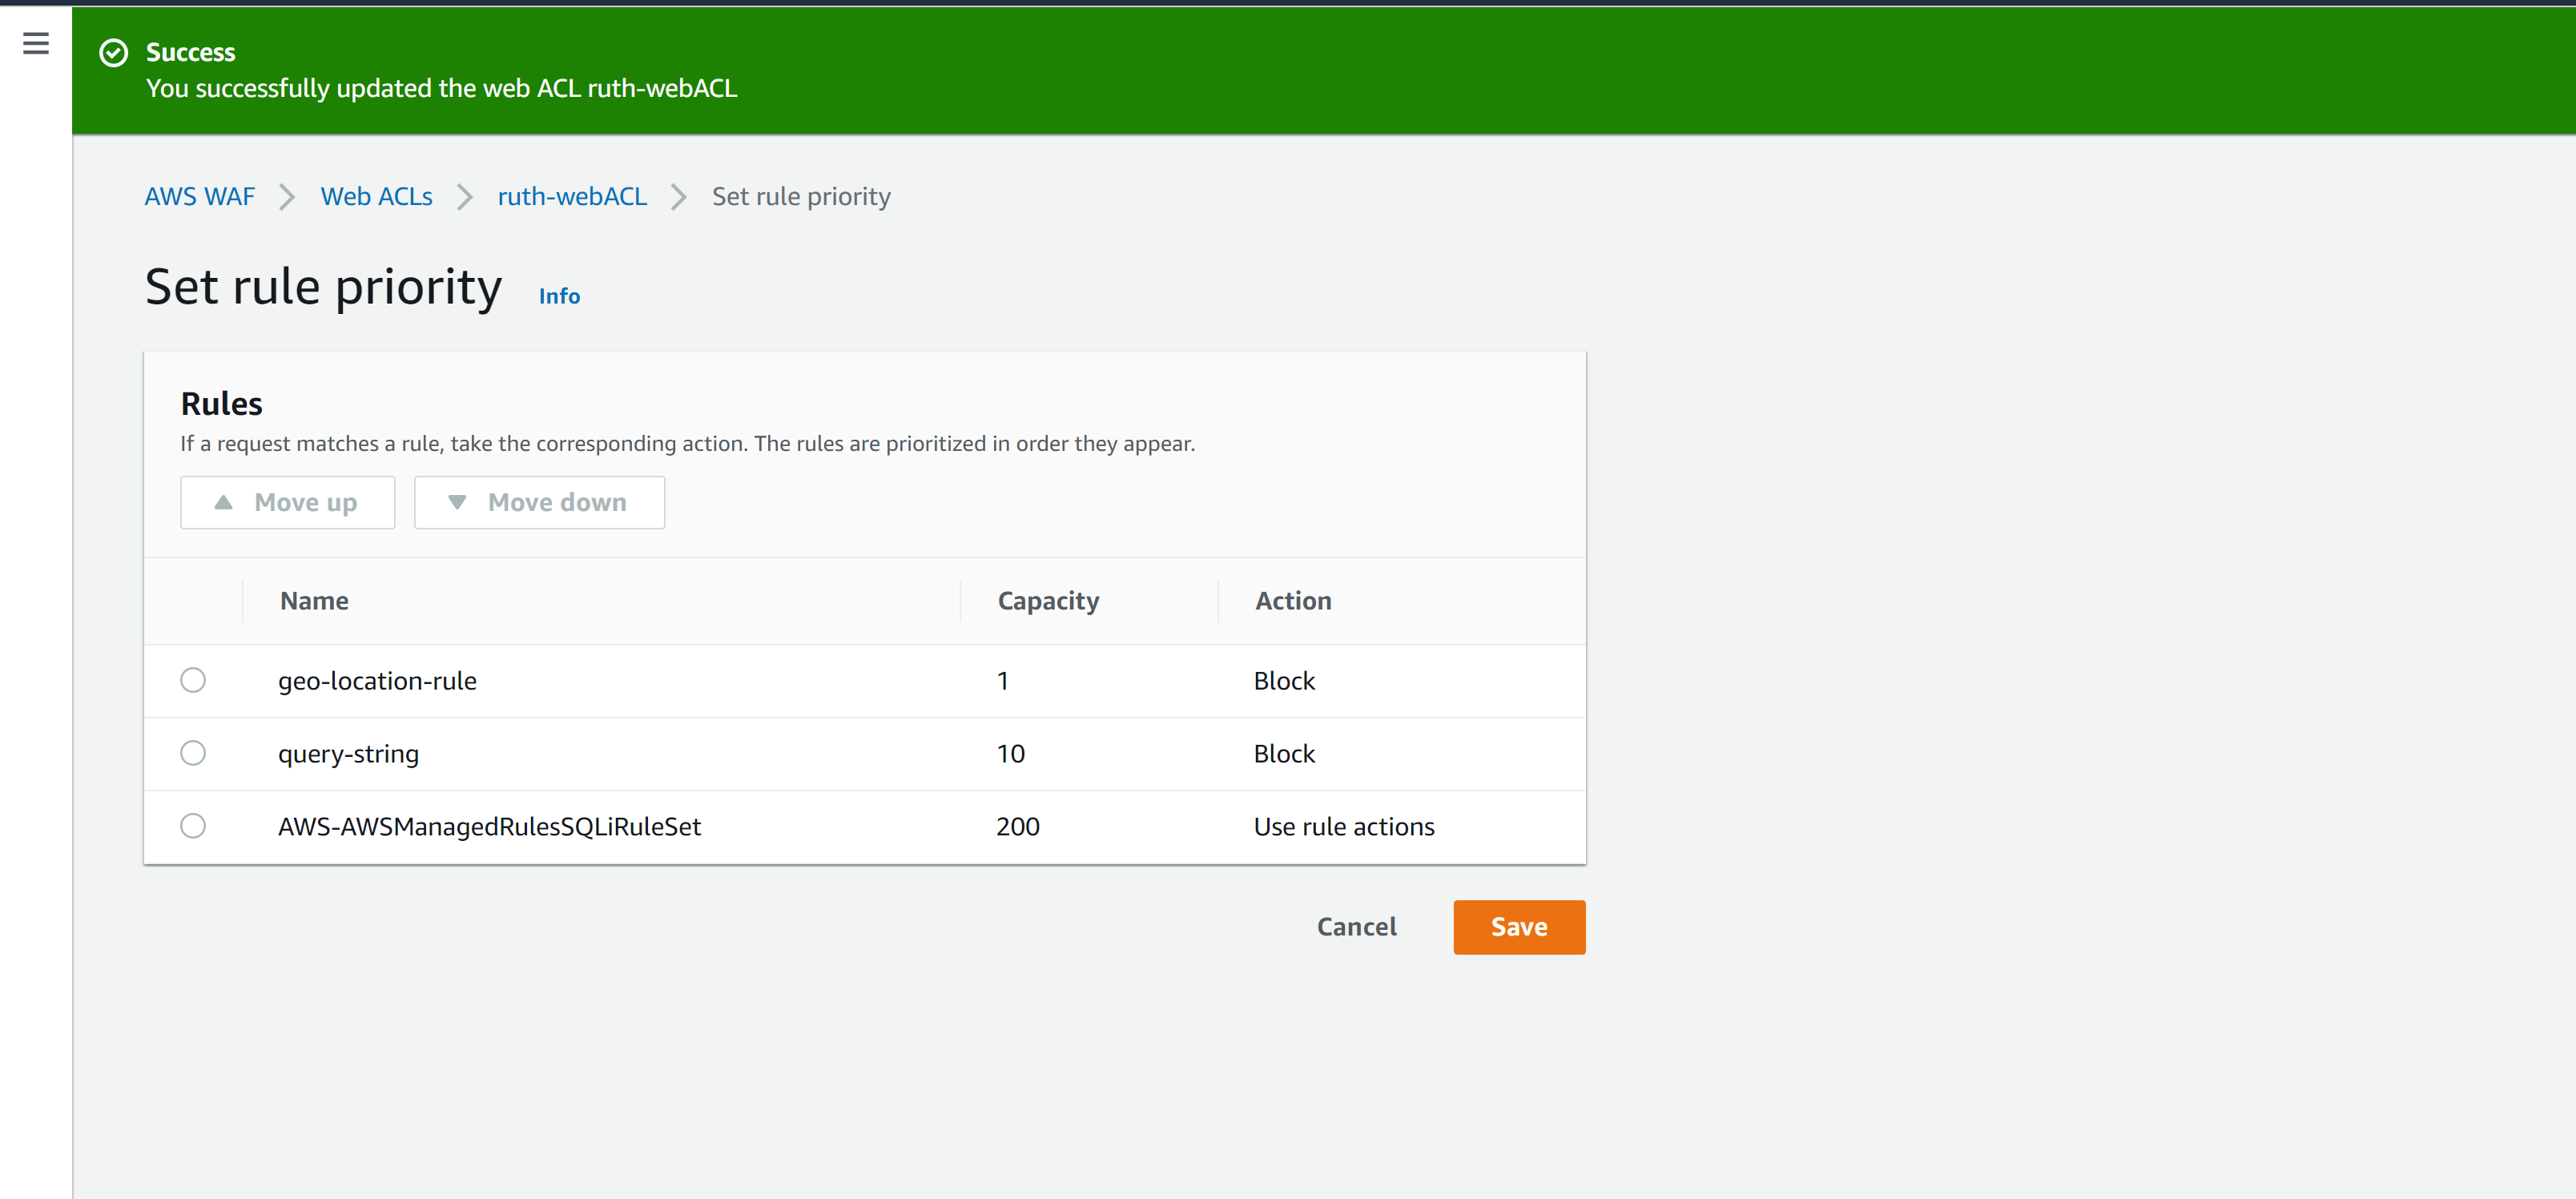 Success
You successfully updated the web ACL ruth-webACL
AWS WAF > Web ACLs > ruth-webACL > Set rule priority
Set rule priority Info
Rules
If a request matches a rule, take the corresponding action. The rules are prioritized in order they appear.
▲ Move up ▼ Move down
Name Capacity Action
geo-location-rule 1 Block
query-string 10 Block
AWS-AWSManagedRulesSQLiRuleSet 200 Use rule actions
Cancel Save